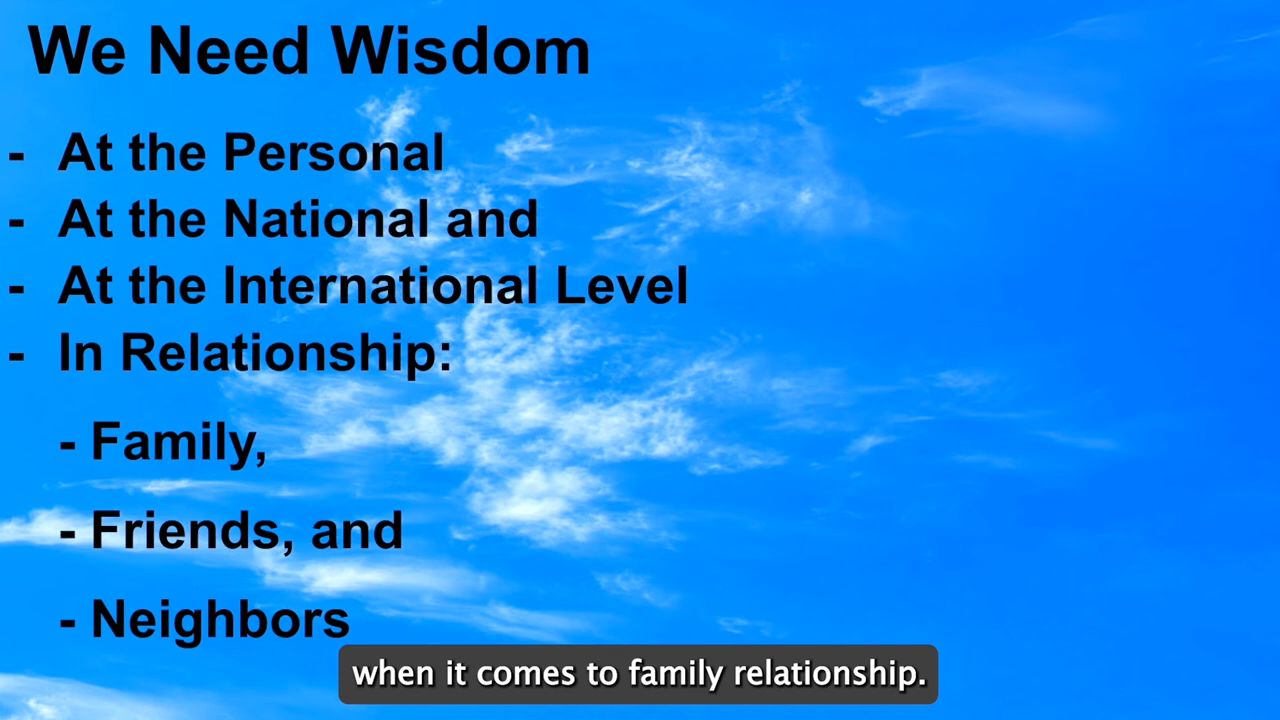 We Need Wisdom
- At the Personal
- At the National and
- At the International Level
- In Relationship:
- Family,
- Friends, and
- Neighbors
when it comes to family relationship.